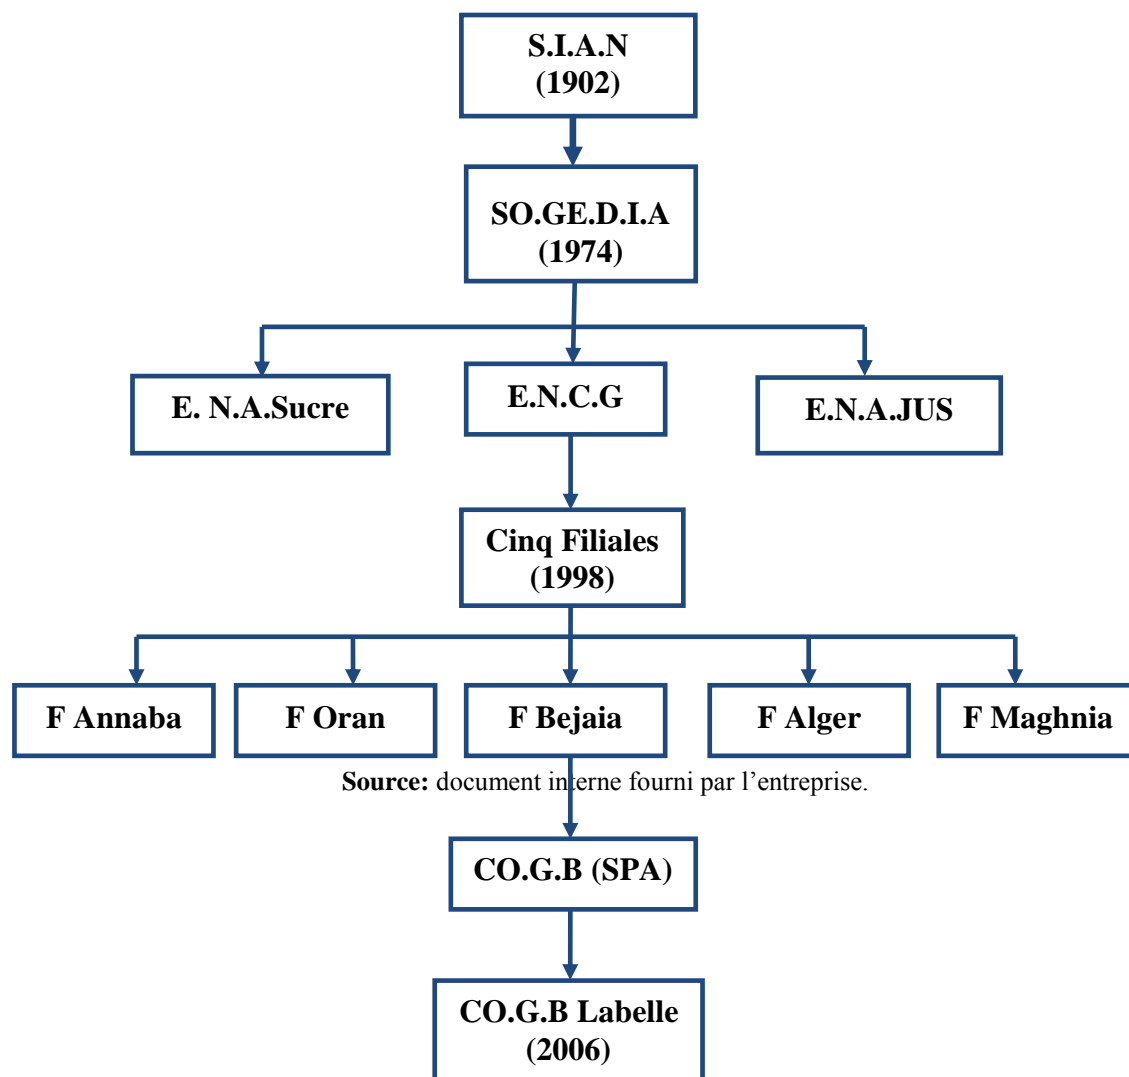 S.I.A.N
(1902)
SO.GE.D.I.A
(1974)
E. N.A.Sucre
E.N.C.G
E.N.A.JUS
Cinq Filiales
(1998)
F Annaba
F Oran
F Bejaia
F Alger
F Maghnia
Source: document interne fourni par l’entreprise.
CO.G.B (SPA)
CO.G.B Labelle
(2006)